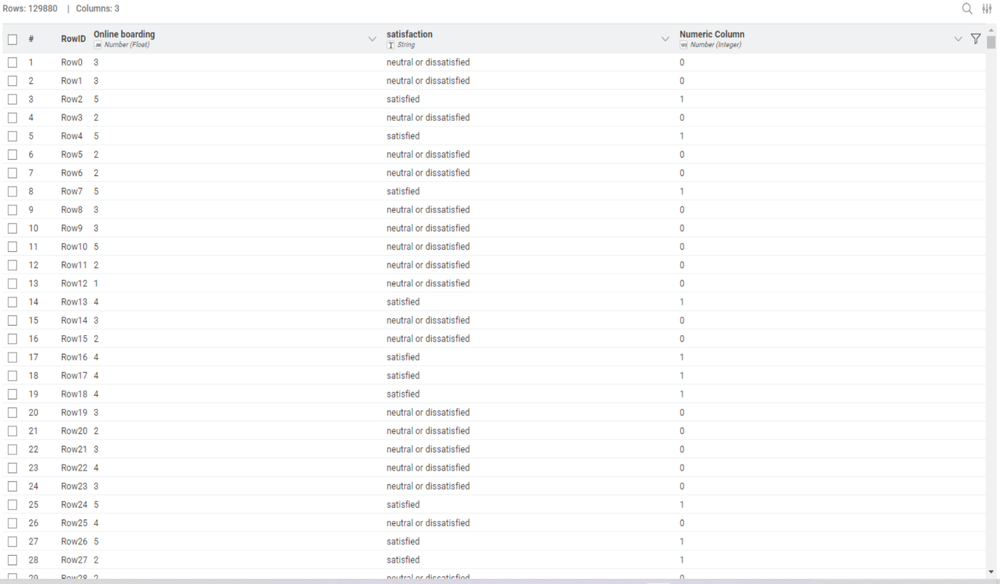 Rows: 129880 | Columns: 3
# RowID Online boarding satisfaction Numeric Column
Number (Float) T String Number (Integer)
1 Row0 3 neutral or dissatisfied 0
2 Row1 3 neutral or dissatisfied 0
3 Row2 5 satisfied 1
4 Row3 2 neutral or dissatisfied 0
5 Row4 5 satisfied 1
6 Row5 2 neutral or dissatisfied 0
7 Row6 2 neutral or dissatisfied 0
8 Row7 5 satisfied 1
9 Row8 3 neutral or dissatisfied 0
10 Row9 3 neutral or dissatisfied 0
11 Row10 5 neutral or dissatisfied 0
12 Row11 2 neutral or dissatisfied 0
13 Row12 1 neutral or dissatisfied 0
14 Row13 4 satisfied 1
15 Row14 3 neutral or dissatisfied 0
16 Row15 2 neutral or dissatisfied 0
17 Row16 4 satisfied 1
18 Row17 4 satisfied 1
19 Row18 4 satisfied 1
20 Row19 3 neutral or dissatisfied 0
21 Row20 2 neutral or dissatisfied 0
22 Row21 3 neutral or dissatisfied 0
23 Row22 4 neutral or dissatisfied 0
24 Row23 3 neutral or dissatisfied 0
25 Row24 5 satisfied 1
26 Row25 4 neutral or dissatisfied 0
27 Row26 5 satisfied 1
28 Row27 2 satisfied 1
29 Row28 2 neutral or dissatisfied 0